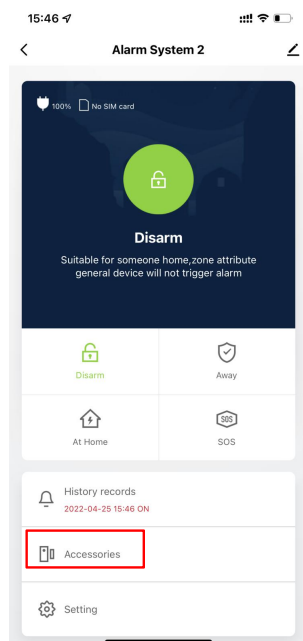 15:46
Alarm System 2
100% No SIM card
Disarm
Suitable for someone home,zone attribute
general device will not trigger alarm
Disarm
Away
At Home
SOS
SOS
History records
2022-04-25 15:46 ON
Accessories
Setting